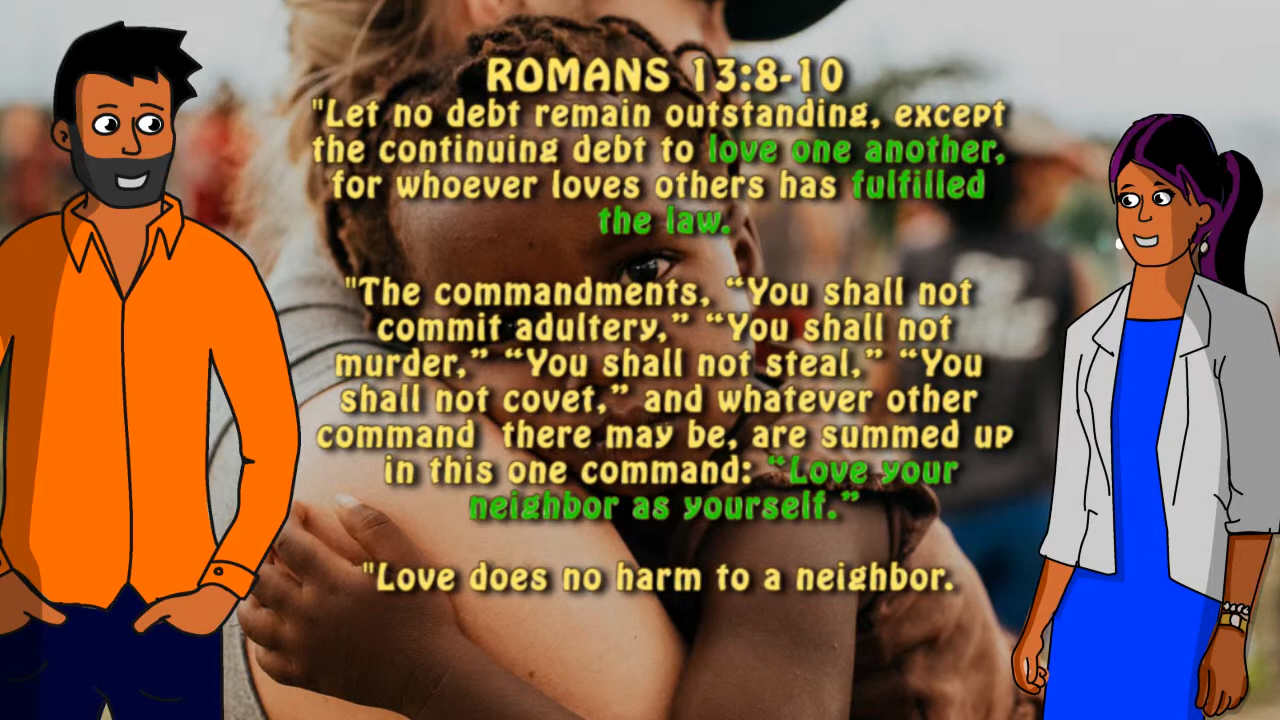 ROMANS 13:8-10
"Let no debt remain outstanding, except
the continuing debt to love one another,
for whoever loves others has fulfilled
the law.
"The commandments, “You shall not
commit adultery,” “You shall not
murder,” “You shall not steal,” “You
shall not covet,” and whatever other
command there may be, are summed up
in this one command: “Love your
neighbor as yourself.”
"Love does no harm to a neighbor.